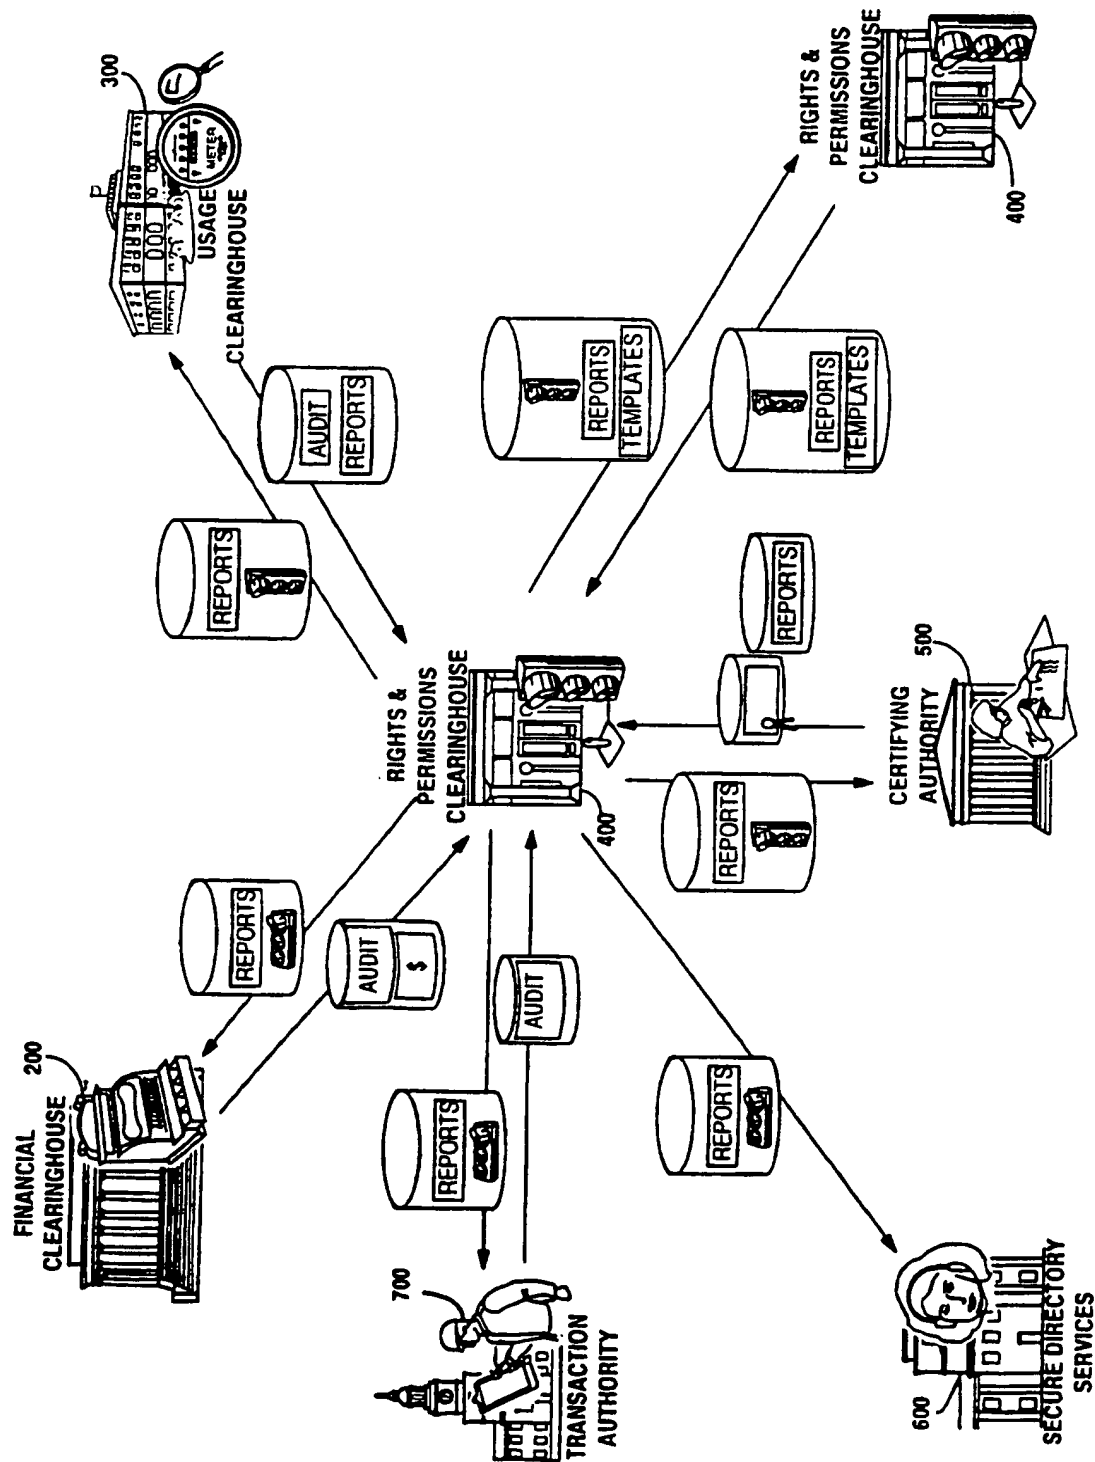 FINANCIAL
CLEARINGHOUSE
200
REPORTS
AUDIT
$
300
METER
USAGE
CLEARINGHOUSE
REPORTS
AUDIT
REPORTS
TRANSACTION
AUTHORITY
700
REPORTS
AUDIT
RIGHTS &
PERMISSIONS
CLEARINGHOUSE
400
REPORTS
TEMPLATES
REPORTS
TEMPLATES
RIGHTS &
PERMISSIONS
CLEARINGHOUSE
400
SECURE DIRECTORY
SERVICES
600
REPORTS
REPORTS
REPORTS
CERTIFYING
AUTHORITY
500